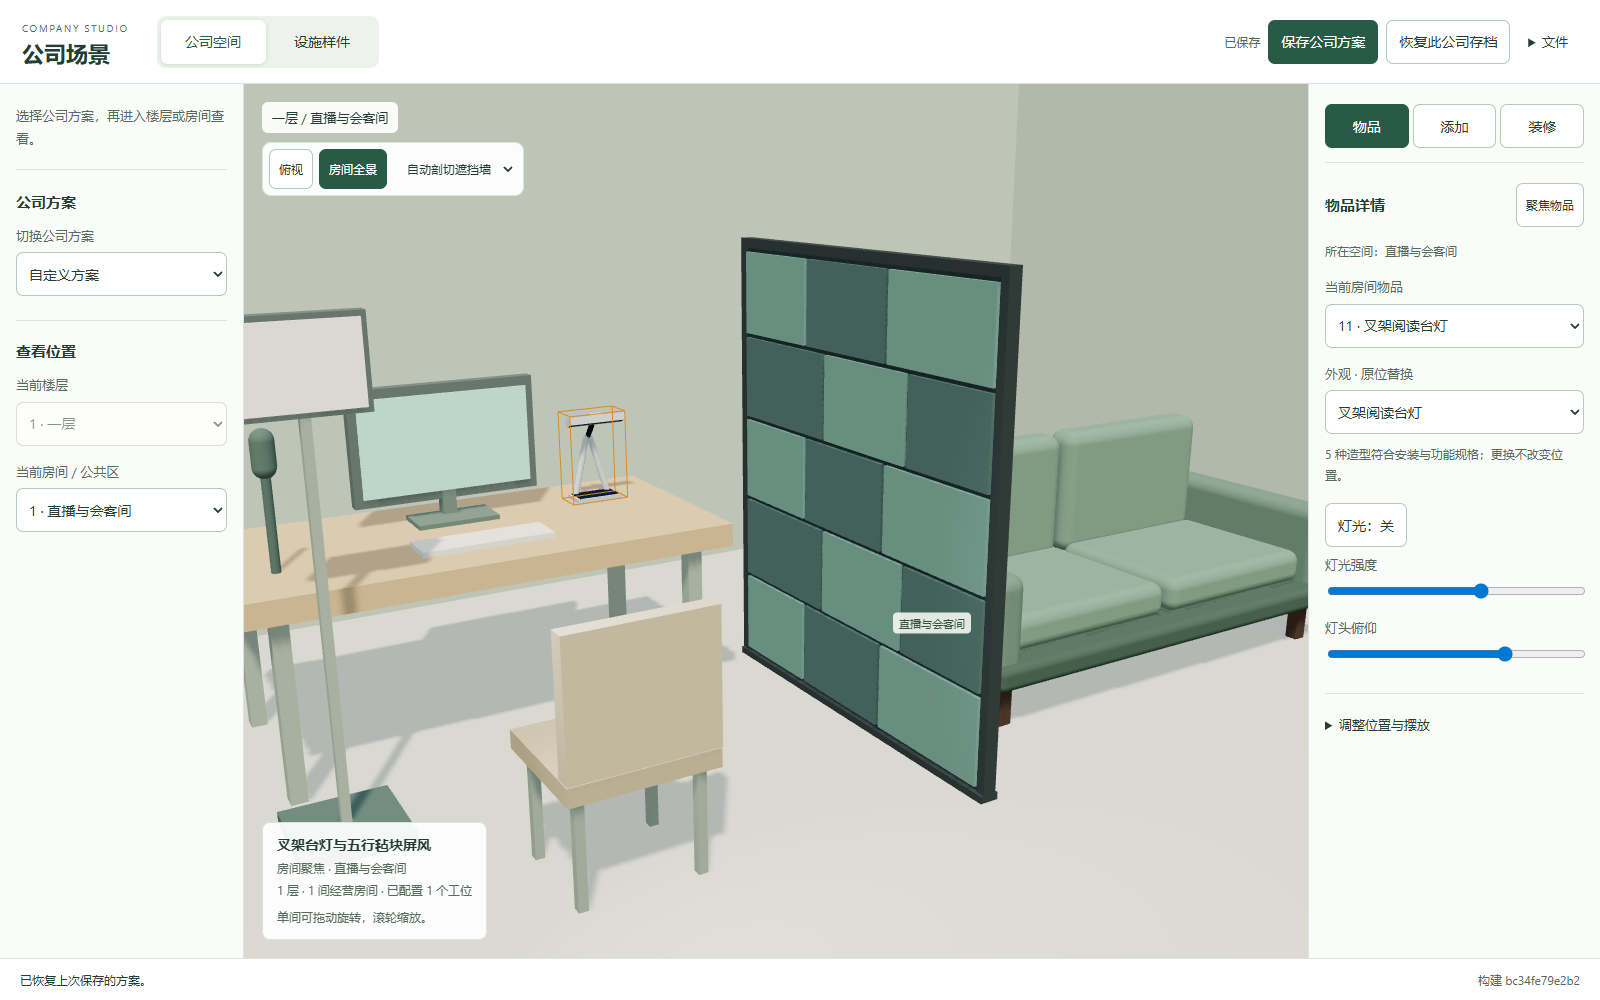 COMPANY STUDIO
公司场景
公司空间
设施样件
已保存
保存公司方案
恢复此公司存档
文件
选择公司方案，再进入楼层或房间查看。
公司方案
切换公司方案
自定义方案
查看位置
当前楼层
1 · 一层
当前房间 / 公共区
1 · 直播与会客间
一层 / 直播与会客间
俯视
房间全景
自动剖切遮挡墙
直播与会客间
叉架台灯与五行毡块屏风
房间聚焦 · 直播与会客间
1 层 · 1 间经营房间 · 已配置 1 个工位
单间可拖动旋转，滚轮缩放。
物品
添加
装修
物品详情
聚焦物品
所在空间：直播与会客间
当前房间物品
11 · 叉架阅读台灯
外观 · 原位替换
叉架阅读台灯
5 种造型符合安装与功能规格；更换不改变位置。
灯光：关
灯光强度
灯头俯仰
调整位置与摆放
已恢复上次保存的方案。
构建 bc34fe79e2b2